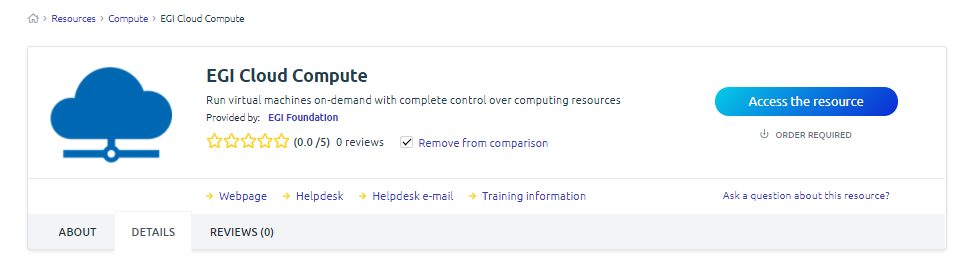 Resources > Compute > EGI Cloud Compute
EGI Cloud Compute
Run virtual machines on-demand with complete control over computing resources
Provided by: EGI Foundation
(0.0 /5) 0 reviews Remove from comparison
Access the resource
ORDER REQUIRED
Webpage Helpdesk Helpdesk e-mail Training information
Ask a question about this resource?
ABOUT DETAILS REVIEWS (0)